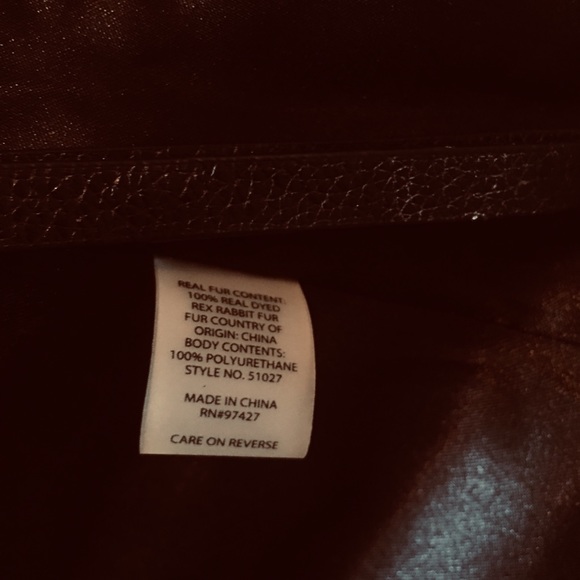 REAL FUR CONTENT:
100% REAL DYED
REX RABBIT FUR
FUR COUNTRY OF
ORIGIN: CHINA
BODY CONTENTS:
100% POLYURETHANE
STYLE NO. 51027
MADE IN CHINA
RN#97427
CARE ON REVERSE